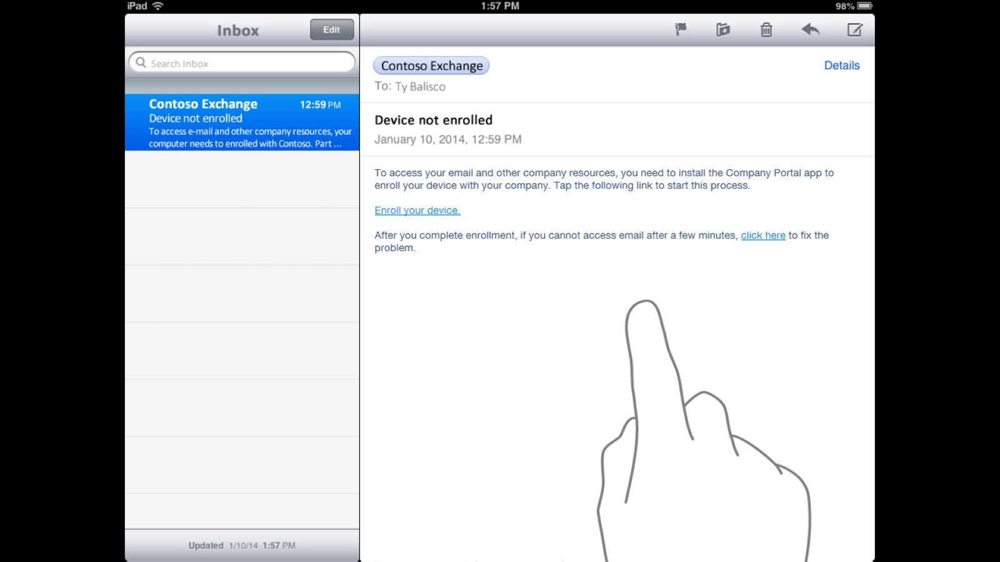 iPad 1:57 PM 98%
Inbox Edit
Search Inbox
Contoso Exchange 12:59 PM
Device not enrolled
To access e-mail and other company resources, your
computer needs to enrolled with Contoso. Part ...
Updated 1/10/14 1:57 PM
Contoso Exchange Details
To: Ty Balisco
Device not enrolled
January 10, 2014, 12:59 PM
To access your email and other company resources, you need to install the Company Portal app to
enroll your device with your company. Tap the following link to start this process.
Enroll your device.
After you complete enrollment, if you cannot access email after a few minutes, click here to fix the
problem.